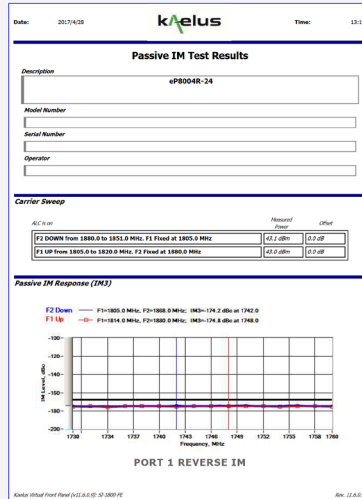 Date: 2017/4/28 kaelus Time: 13:1
Passive IM Test Results
Description
eP8004R-24
Model Number
Serial Number
Operator
Carrier Sweep
ALC is on Measured Power Offset
F2 DOWN from 1880.0 to 1851.0 MHz. F1 Fixed at 1805.0 MHz 43.1 dBm 0.0 dB
F1 UP from 1805.0 to 1820.0 MHz. F2 Fixed at 1880.0 MHz 43.0 dBm 0.0 dB
Passive IM Response (IM3)
F2 Down F1=1805.0 MHz, F2=1868.0 MHz; IM3=-174.2 dBc at 1742.0
F1 Up F1=1814.0 MHz, F2=1880.0 MHz; IM3=-174.8 dBc at 1748.0
IM Level, dBc
-100
-120
-140
-160
-180
-200
1730 1734 1737 1740 1743 1746 1749 1752 1755 1758 1760
Frequency, MHz
PORT 1 REVERSE IM
Kaelus Virtual Front Panel (v11.6.0.9): SI-1800-FE Rev. 11.6.0.